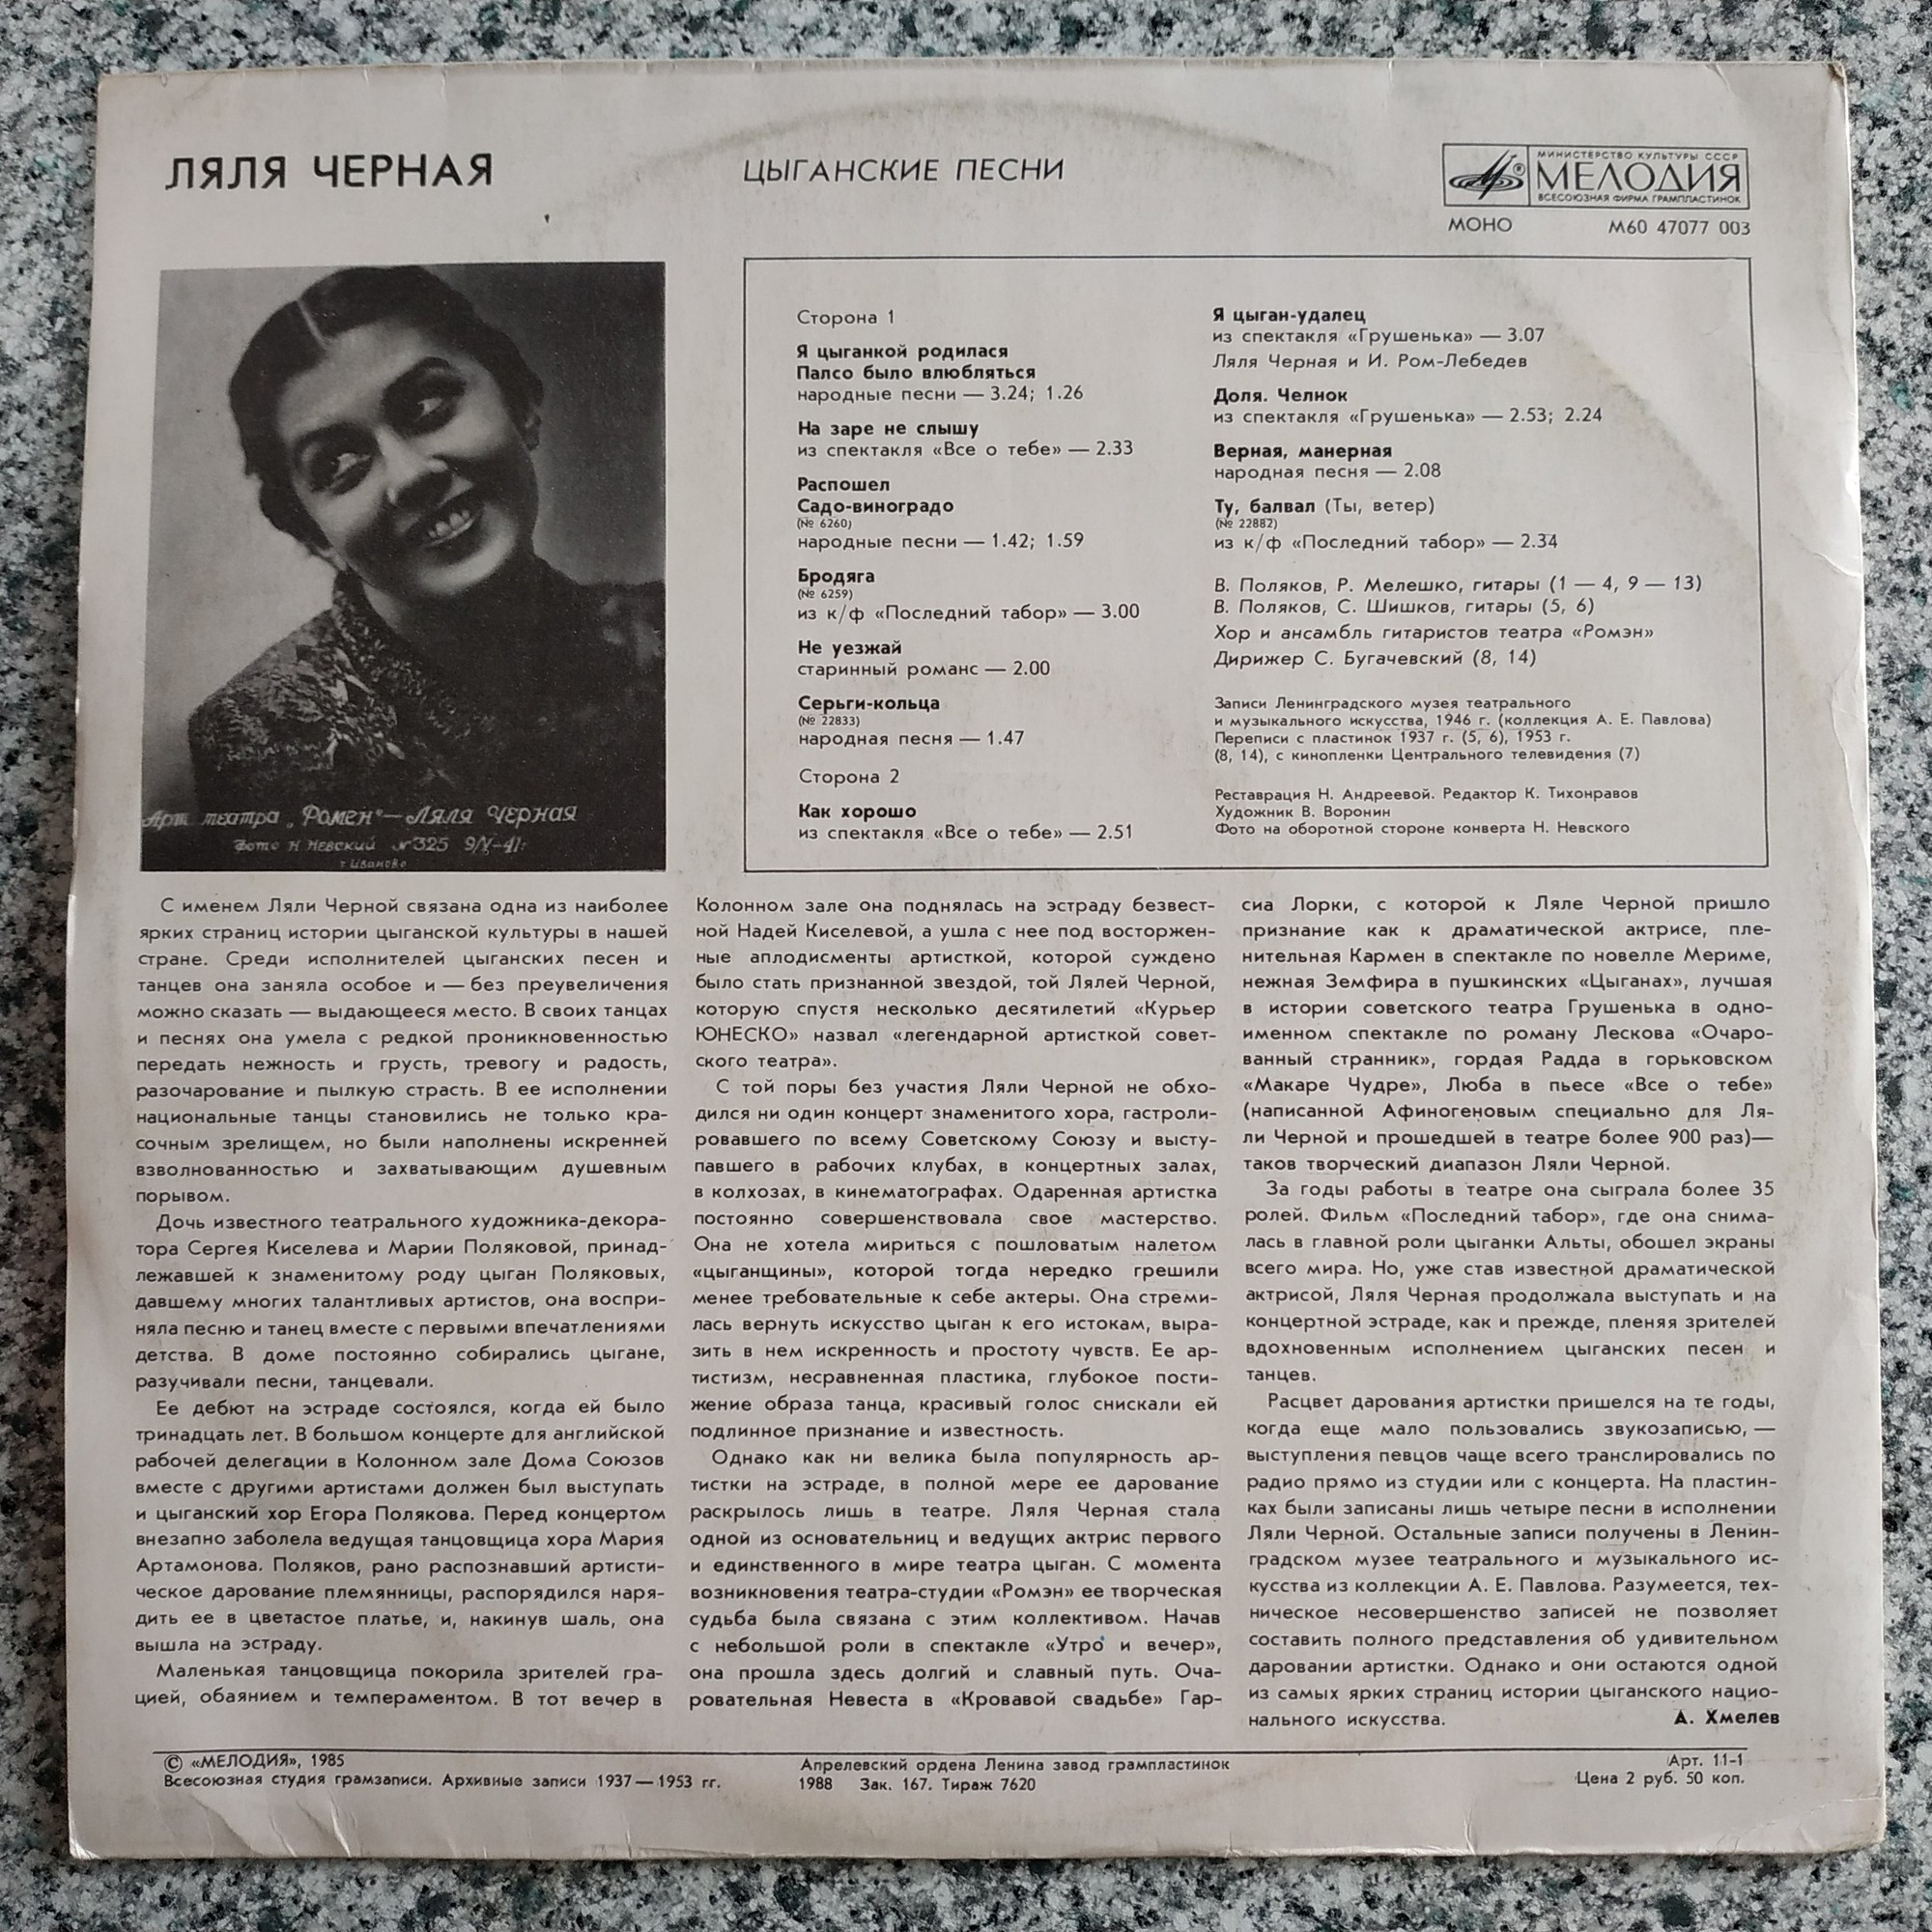 ЛЯЛЯ ЧЕРНАЯ
ЦЫГАНСКИЕ ПЕСНИ
МИНИСТЕРСТВО КУЛЬТУРЫ СССР
МЕЛОДИЯ
ВСЕСОЮЗНАЯ ФИРМА ГРАМПЛАСТИНОК
МОНО М60 47077 003
Арт театра „Ромен"—Ляля Черная
Фото Н Невский №325 9/V-41г
г. Иваново
Сторона 1
Я цыганкой родилася
Палсо было влюбляться
народные песни — 3.24; 1.26
На заре не слышу
из спектакля «Все о тебе» — 2.33
Распошел
Садо-виноградо
(№ 6260)
народные песни — 1.42; 1.59
Бродяга
(№ 6259)
из к/ф «Последний табор» — 3.00
Не уезжай
старинный романс — 2.00
Серьги-кольца
(№ 22833)
народная песня — 1.47
Сторона 2
Как хорошо
из спектакля «Все о тебе» — 2.51
Я цыган-удалец
из спектакля «Грушенька» — 3.07
Ляля Черная и И. Ром-Лебедев
Доля. Челнок
из спектакля «Грушенька» — 2.53; 2.24
Верная, манерная
народная песня — 2.08
Ту, балвал (Ты, ветер)
(№ 22882)
из к/ф «Последний табор» — 2.34
В. Поляков, Р. Мелешко, гитары (1 — 4, 9 — 13)
В. Поляков, С. Шишков, гитары (5, 6)
Хор и ансамбль гитаристов театра «Ромэн»
Дирижер С. Бугачевский (8, 14)
Записи Ленинградского музея театрального
и музыкального искусства, 1946 г. (коллекция А. Е. Павлова)
Переписи с пластинок 1937 г. (5, 6), 1953 г.
(8, 14), с кинопленки Центрального телевидения (7)
Реставрация Н. Андреевой. Редактор К. Тихонравов
Художник В. Воронин
Фото на оборотной стороне конверта Н. Невского
С именем Ляли Черной связана одна из наиболее
ярких страниц истории цыганской культуры в нашей
стране. Среди исполнителей цыганских песен и
танцев она заняла особое и — без преувеличения
можно сказать — выдающееся место. В своих танцах
и песнях она умела с редкой проникновенностью
передать нежность и грусть, тревогу и радость,
разочарование и пылкую страсть. В ее исполнении
национальные танцы становились не только кра-
сочным зрелищем, но были наполнены искренней
взволнованностью и захватывающим душевным
порывом.
Дочь известного театрального художника-декора-
тора Сергея Киселева и Марии Поляковой, принад-
лежавшей к знаменитому роду цыган Поляковых,
давшему многих талантливых артистов, она воспри-
няла песню и танец вместе с первыми впечатлениями
детства. В доме постоянно собирались цыгане,
разучивали песни, танцевали.
Ее дебют на эстраде состоялся, когда ей было
тринадцать лет. В большом концерте для английской
рабочей делегации в Колонном зале Дома Союзов
вместе с другими артистами должен был выступать
и цыганский хор Егора Полякова. Перед концертом
внезапно заболела ведущая танцовщица хора Мария
Артамонова. Поляков, рано распознавший артисти-
ческое дарование племянницы, распорядился наря-
дить ее в цветастое платье, и, накинув шаль, она
вышла на эстраду.
Маленькая танцовщица покорила зрителей гра-
цией, обаянием и темпераментом. В тот вечер в
Колонном зале она поднялась на эстраду безвест-
ной Надей Киселевой, а ушла с нее под восторжен-
ные аплодисменты артисткой, которой суждено
было стать признанной звездой, той Лялей Черной,
которую спустя несколько десятилетий «Курьер
ЮНЕСКО» назвал «легендарной артисткой совет-
ского театра».
С той поры без участия Ляли Черной не обхо-
дился ни один концерт знаменитого хора, гастроли-
ровавшего по всему Советскому Союзу и высту-
павшего в рабочих клубах, в концертных залах,
в колхозах, в кинематографах. Одаренная артистка
постоянно совершенствовала свое мастерство.
Она не хотела мириться с пошловатым налетом
«цыганщины», которой тогда нередко грешили
менее требовательные к себе актеры. Она стреми-
лась вернуть искусство цыган к его истокам, выра-
зить в нем искренность и простоту чувств. Ее ар-
тистизм, несравненная пластика, глубокое пости-
жение образа танца, красивый голос снискали ей
подлинное признание и известность.
Однако как ни велика была популярность ар-
тистки на эстраде, в полной мере ее дарование
раскрылось лишь в театре. Ляля Черная стала
одной из основательниц и ведущих актрис первого
и единственного в мире театра цыган. С момента
возникновения театра-студии «Ромэн» ее творческая
судьба была связана с этим коллективом. Начав
с небольшой роли в спектакле «Утро и вечер»,
она прошла здесь долгий и славный путь. Оча-
ровательная Невеста в «Кровавой свадьбе» Гар-
сиа Лорки, с которой к Ляле Черной пришло
признание как к драматической актрисе, пле-
нительная Кармен в спектакле по новелле Мериме,
нежная Земфира в пушкинских «Цыганах», лучшая
в истории советского театра Грушенька в одно-
именном спектакле по роману Лескова «Очаро-
ванный странник», гордая Радда в горьковском
«Макаре Чудре», Люба в пьесе «Все о тебе»
(написанной Афиногеновым специально для Ля-
ли Черной и прошедшей в театре более 900 раз)—
таков творческий диапазон Ляли Черной.
За годы работы в театре она сыграла более 35
ролей. Фильм «Последний табор», где она снима-
лась в главной роли цыганки Альты, обошел экраны
всего мира. Но, уже став известной драматической
актрисой, Ляля Черная продолжала выступать и на
концертной эстраде, как и прежде, пленяя зрителей
вдохновенным исполнением цыганских песен и
танцев.
Расцвет дарования артистки пришелся на те годы,
когда еще мало пользовались звукозаписью, —
выступления певцов чаще всего транслировались по
радио прямо из студии или с концерта. На пластин-
ках были записаны лишь четыре песни в исполнении
Ляли Черной. Остальные записи получены в Ленин-
градском музее театрального и музыкального ис-
кусства из коллекции А. Е. Павлова. Разумеется, тех-
ническое несовершенство записей не позволяет
составить полного представления об удивительном
даровании артистки. Однако и они остаются одной
из самых ярких страниц истории цыганского нацио-
нального искусства. А. Хмелев
© «МЕЛОДИЯ», 1985
Всесоюзная студия грамзаписи. Архивные записи 1937 — 1953 гг.
Апрелевский ордена Ленина завод грампластинок
1988 Зак. 167. Тираж 7620
Арт. 11-1
Цена 2 руб. 50 коп.